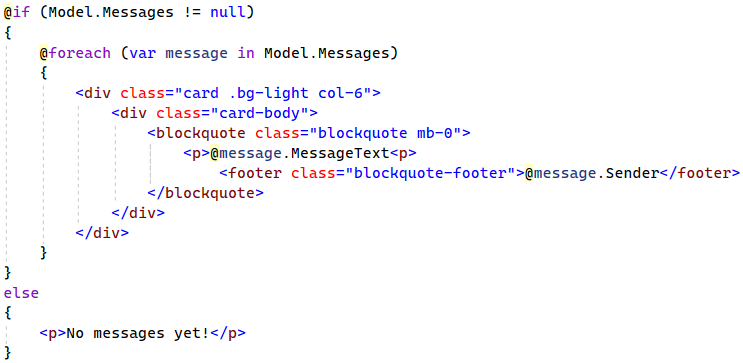 @if (Model.Messages != null)
{
    @foreach (var message in Model.Messages)
    {
        <div class="card .bg-light col-6">
            <div class="card-body">
                <blockquote class="blockquote mb-0">
                    <p>@message.MessageText<p>
                        <footer class="blockquote-footer">@message.Sender</footer>
                </blockquote>
            </div>
        </div>
    }
}
else
{
    <p>No messages yet!</p>
}